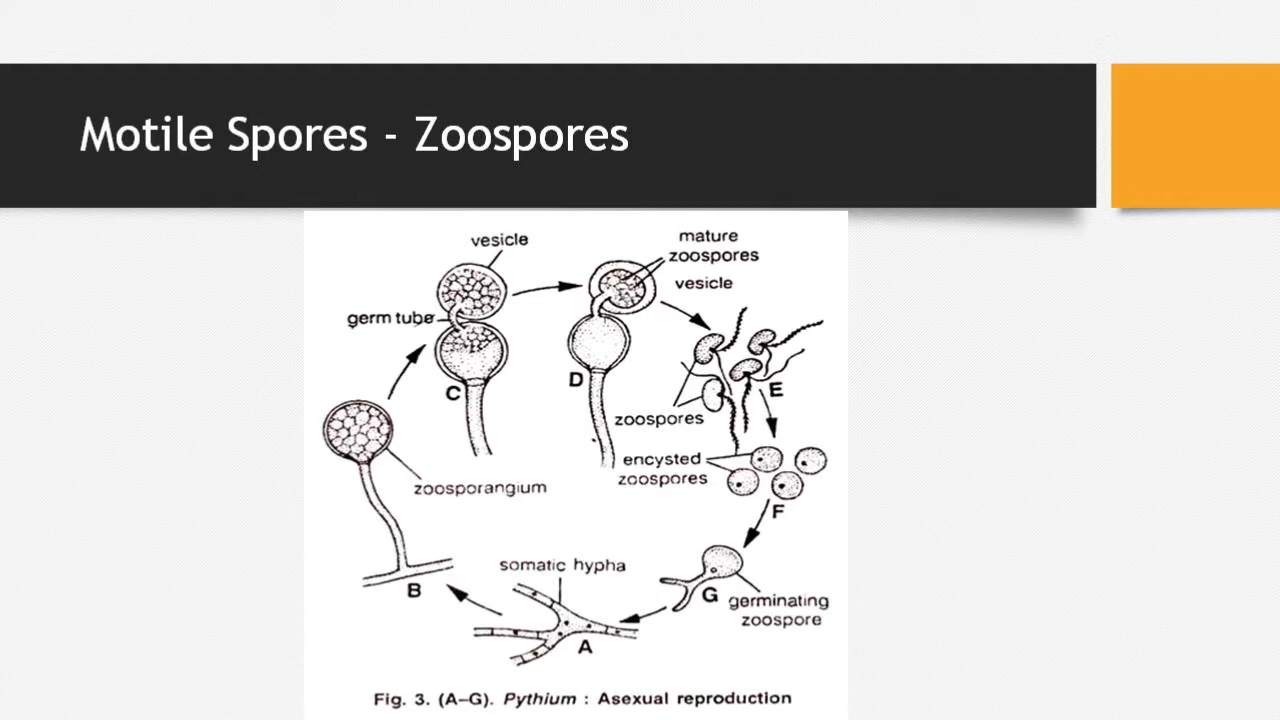 Motile Spores - Zoospores
vesicle
mature
zoospores
vesicle
germ tube
C
D
E
zoospores
encysted
zoospores
zoosporangium
F
somatic hypha
B
G
germinating
zoospore
A
Fig. 3. (A–G). Pythium : Asexual reproduction